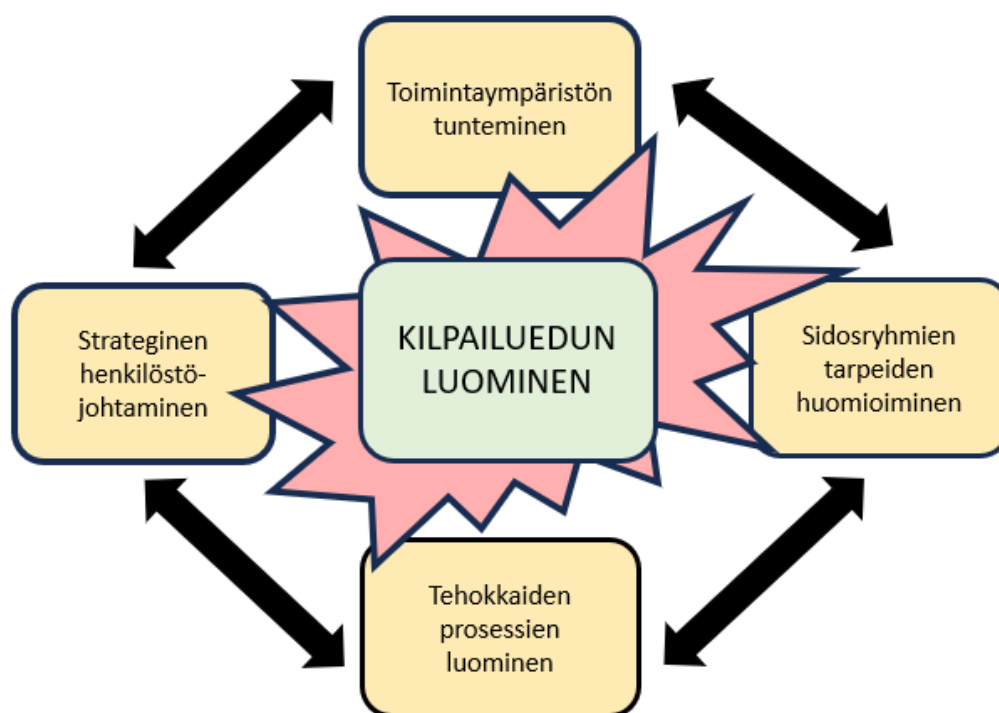 Toimintaympäristön
tunteminen
Strateginen
henkilöstö-
johtaminen
KILPAILUEDUN
LUOMINEN
Sidosryhmien
tarpeiden
huomioiminen
Tehokkaiden
prosessien
luominen